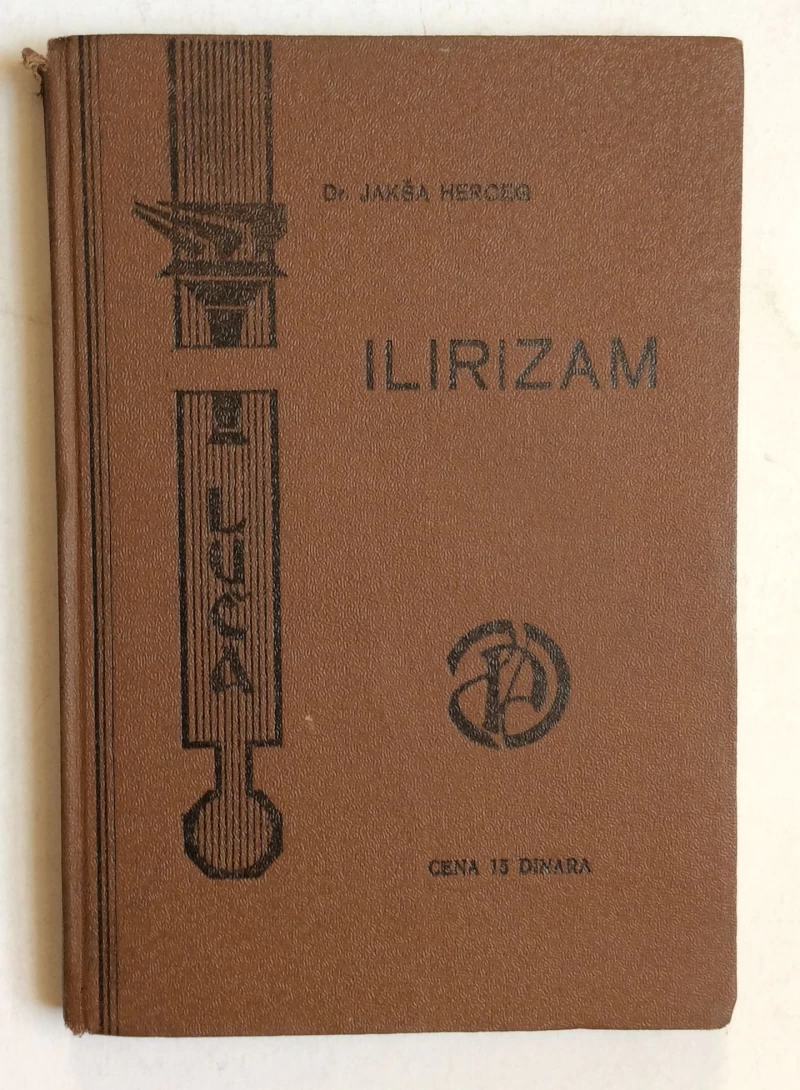 Dr. JAKŠA HERCEG
ILIRIZAM
LUČA
CENA 15 DINARA